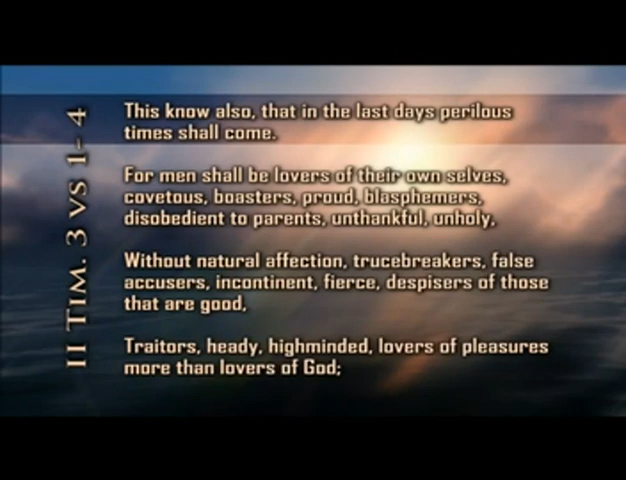 II TIM. 3 VS 1- 4
This know also, that in the last days perilous
times shall come.
For men shall be lovers of their own selves,
covetous, boasters, proud, blasphemers,
disobedient to parents, unthankful, unholy,
Without natural affection, trucebreakers, false
accusers, incontinent, fierce, despisers of those
that are good,
Traitors, heady, highminded, lovers of pleasures
more than lovers of God;